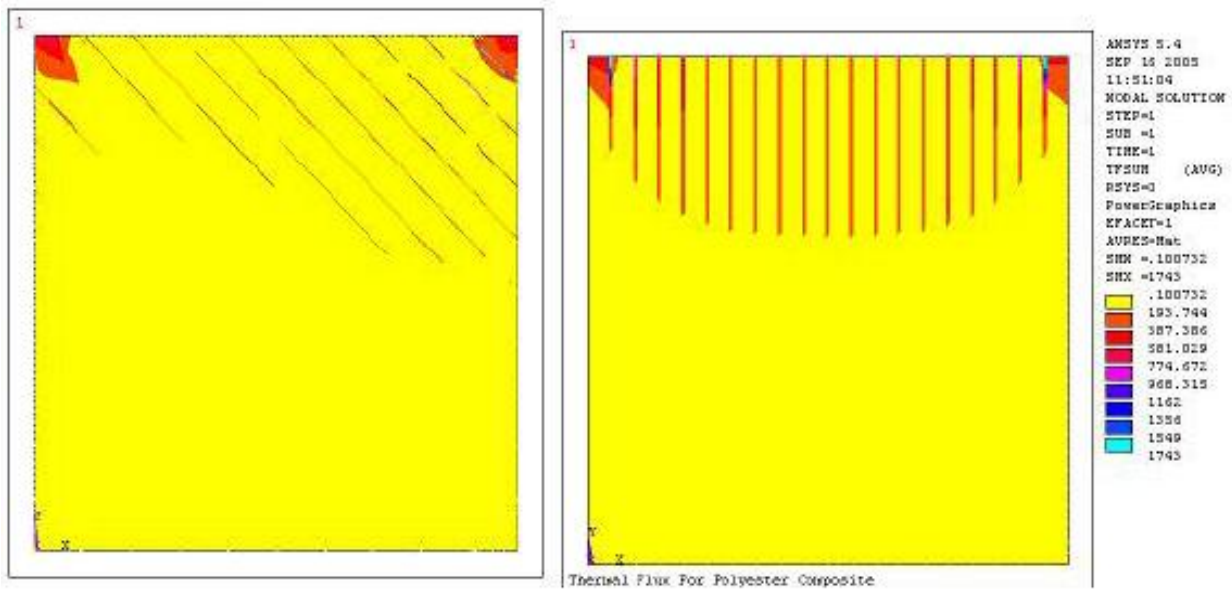 1
X
1
Y
X
Thermal Flux For Polyester Composite
ANSYS 5.4
SEP 16 2005
11:51:04
NODAL SOLUTION
STEP=1
SUB =1
TIME=1
TFSUM (AVG)
RSYS=0
PowerGraphics
EFACET=1
AVRES=Mat
SMN =.100732
SMX =1743
.100732
193.744
387.386
581.029
774.672
968.315
1162
1356
1549
1743